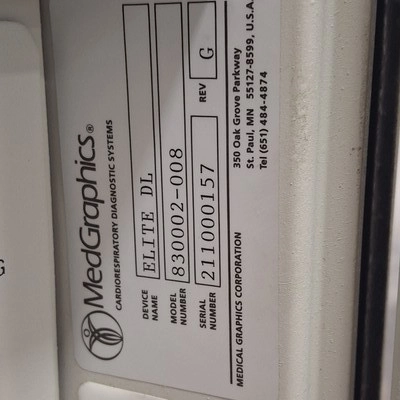 MedGraphics®
CARDIORESPIRATORY DIAGNOSTIC SYSTEMS
DEVICE NAME ELITE DL
MODEL NUMBER 830002-008
SERIAL NUMBER 211000157 REV G
MEDICAL GRAPHICS CORPORATION
350 Oak Grove Parkway
St. Paul, MN 55127-8599, U.S.A.
Tel (651) 484-4874